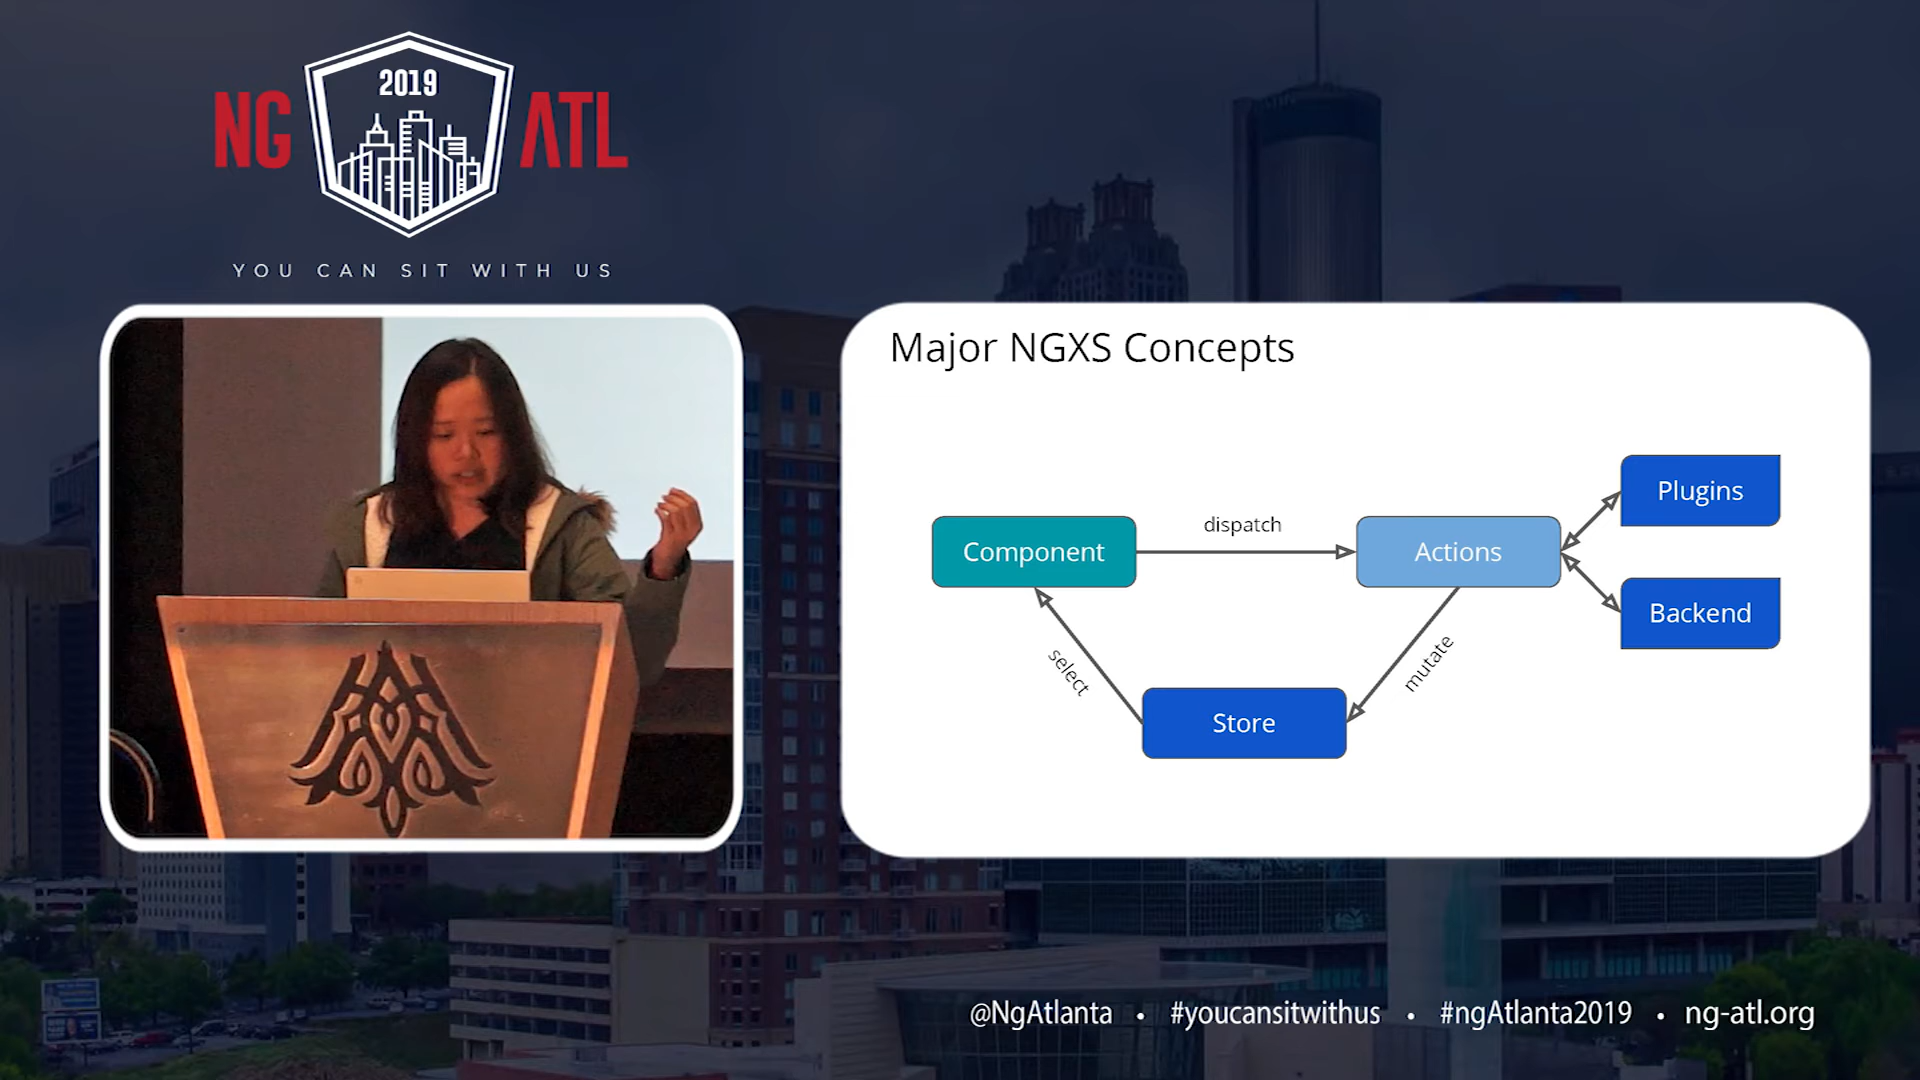 2019
NG ATL
YOU CAN SIT WITH US
Major NGXS Concepts
Plugins
dispatch
Component
Actions
Backend
select
mutate
Store
@NgAtlanta • #youcansitwithus • #ngAtlanta2019 • ng-atl.org